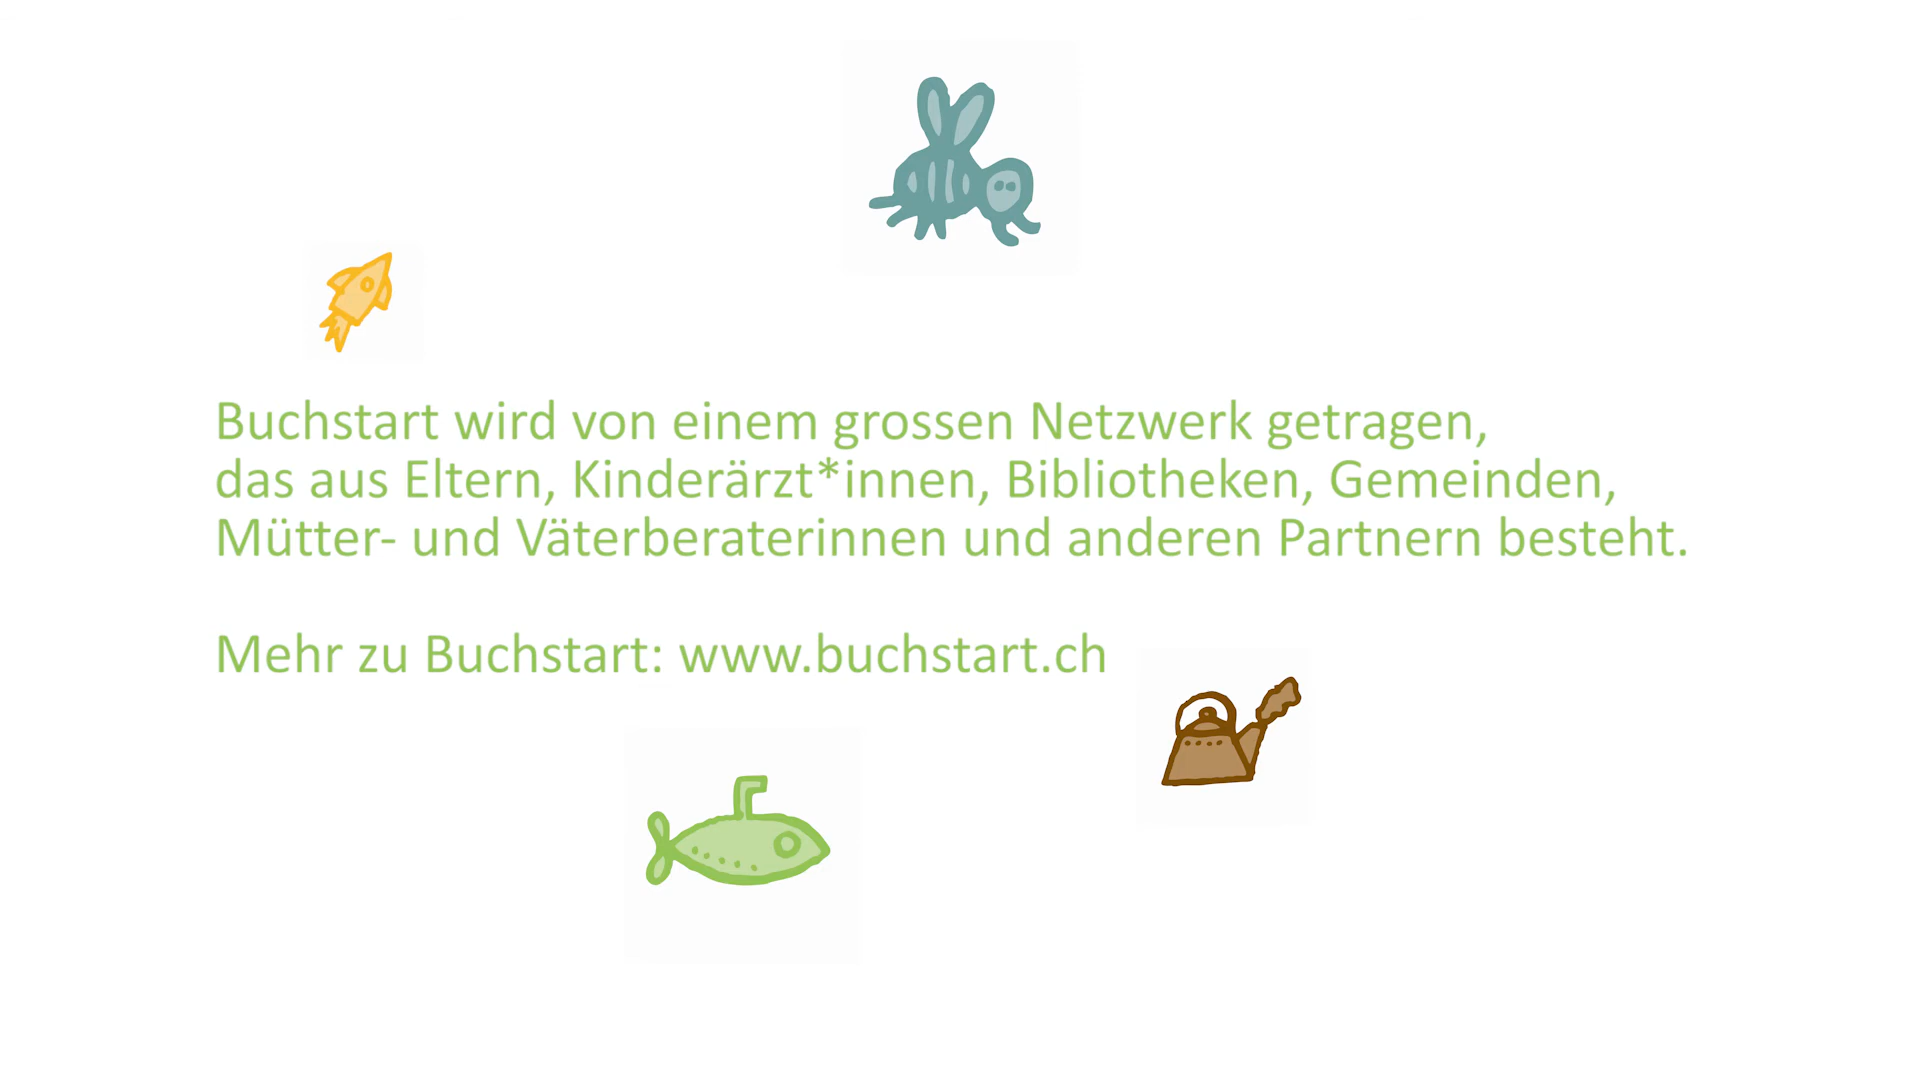 Buchstart wird von einem grossen Netzwerk getragen,
das aus Eltern, Kinderärzt*innen, Bibliotheken, Gemeinden,
Mütter- und Väterberaterinnen und anderen Partnern besteht.
Mehr zu Buchstart: www.buchstart.ch